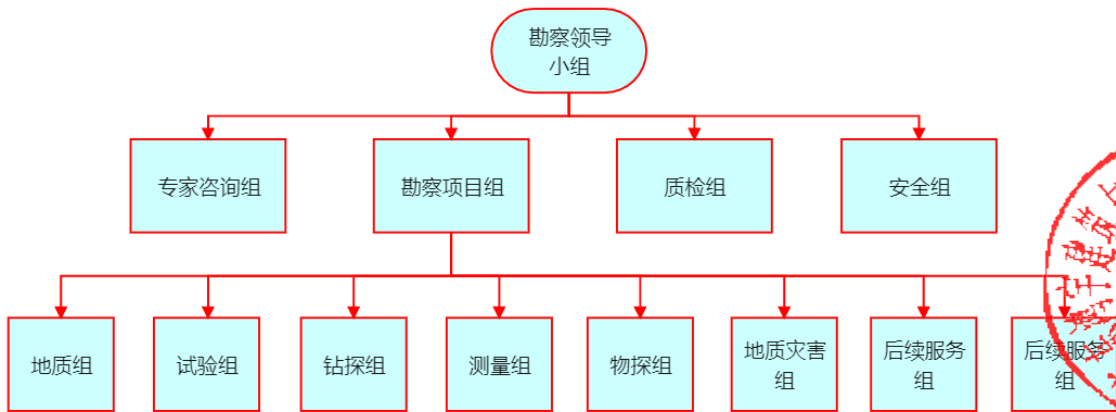 勘察领导
小组
专家咨询组
勘察项目组
质检组
安全组
地质组
试验组
钻探组
测量组
物探组
地质灾害
组
后续服务
组
后续服务
组